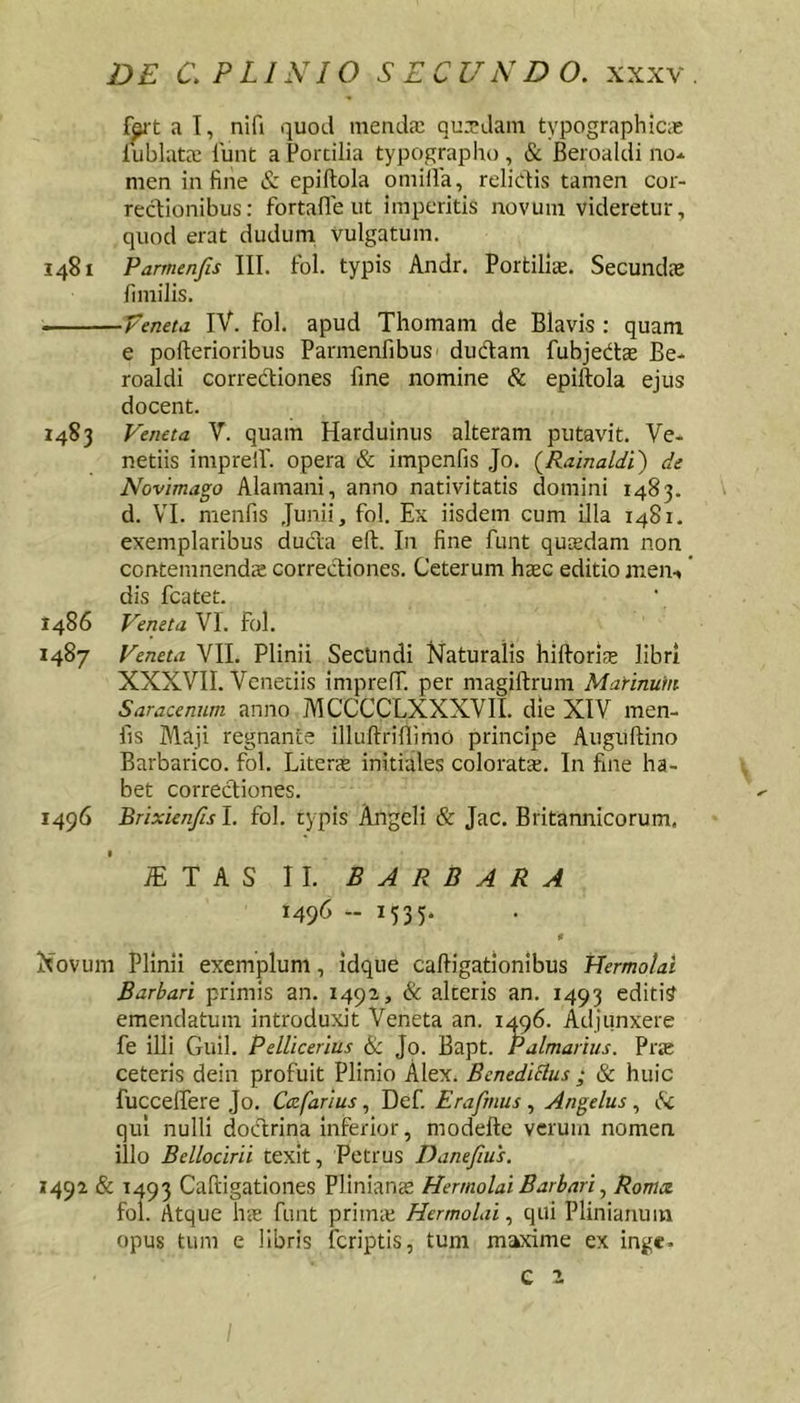 DE C. PLINIO SECUNDO. xxxv.
fert a I, nifi quod mendæ quædam typographicæ
fublatæ funt a Portilia typographo, & Beroaldi no-
men in fine & epiftola omiffa, relictis tamen cor-
rectionibus: fortaffe ut imperitis novum videretur,
quod erat dudum vulgatum.
1481 Parmenfis III. fol. typis Andr. Portiliæ. Secundæ
fimilis.
——Veneta IV. fol. apud Thomam de Blavis: quam
e pofterioribus Parmenfibus ductam fubjectæ Be-
roaldi correctiones fine nomine & epiftola ejus
docent.
1483 Veneta V. quam Harduinus alteram putavit. Ve-
netiis impreff. opera & impenfis Jo. (Rainaldi) de
Novimago Alamani, anno nativitatis domini 1483.
d. VI. menfis Junii, fol. Ex iisdem cum illa 1481.
exemplaribus ducta eft. In fine funt quædam non
contemnendæ correctiones. Ceterum hæc editio men-
dis fcatet.
1486 Veneta VI. fol.
1487 Veneta VII. Plinii Secundi Naturalis hiftoriæ libri
XXXVII. Venetiis impreff. per magiftrum Marinum
Saracenum anno MCCCCLXXXVII. die XIV men-
fis Maji regnante illuftriffimo principe Auguftino
Barbarico. fol. Literæ initiales coloratæ. In fine ha-
bet correctiones.
1496 Brixienfis I. fol. typis Angeli & Jac. Britannicorum.
ÆTAS II. BARBARA
1496 -- 1535.
Novum Plinii exemplum, idque caftigationibus Hermolai
Barbari primis an. 1492, & alteris an. 1493 editis
emendatum introduxit Veneta an. 1496. Adjunxere
fe illi Guil. Pellicerius & Jo. Bapt. Palmarius. Præ
ceteris dein profuit Plinio Alex. Benedictus; & huic
fucceffere Jo. Cæfarius, Def. Erafmus, Angelus, &
qui nulli doctrina inferior, modefte verum nomen
illo Bellocirii texit, Petrus Danefius.
1492 & 1493 Caftigationes Plinianæ Hermolai Barbari, Romæ
fol. Atque hæ funt primæ Hermolai, qui Plinianum
opus tum e libris fcriptis, tum maxime ex inge-
c 2